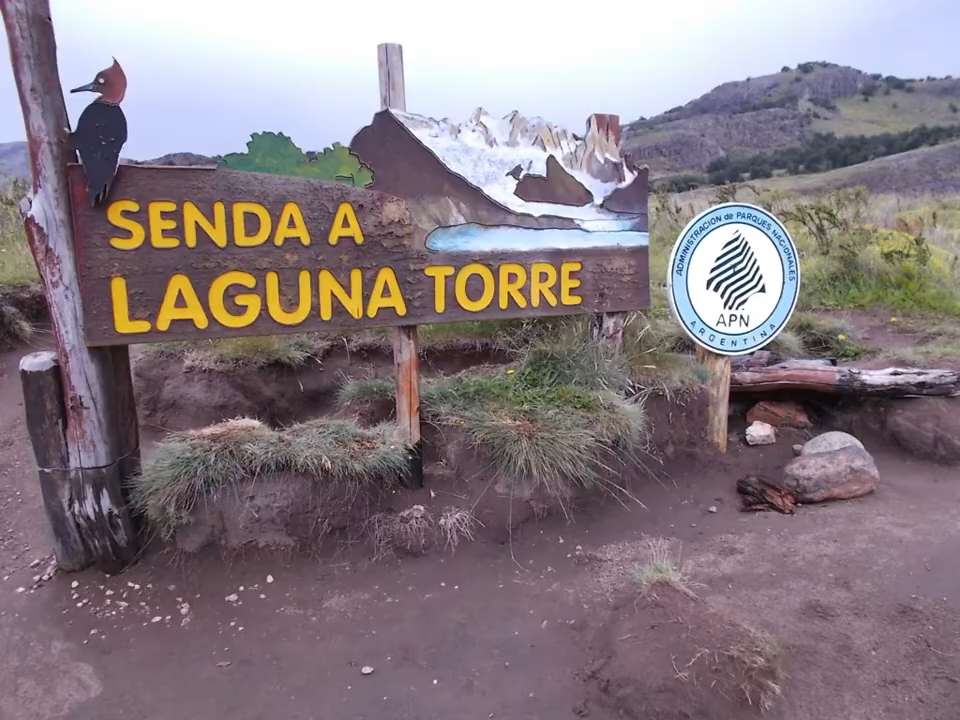 SENDA A
LAGUNA TORRE
ADMINISTRACION de PARQUES NACIONALES
APN
ARGENTINA